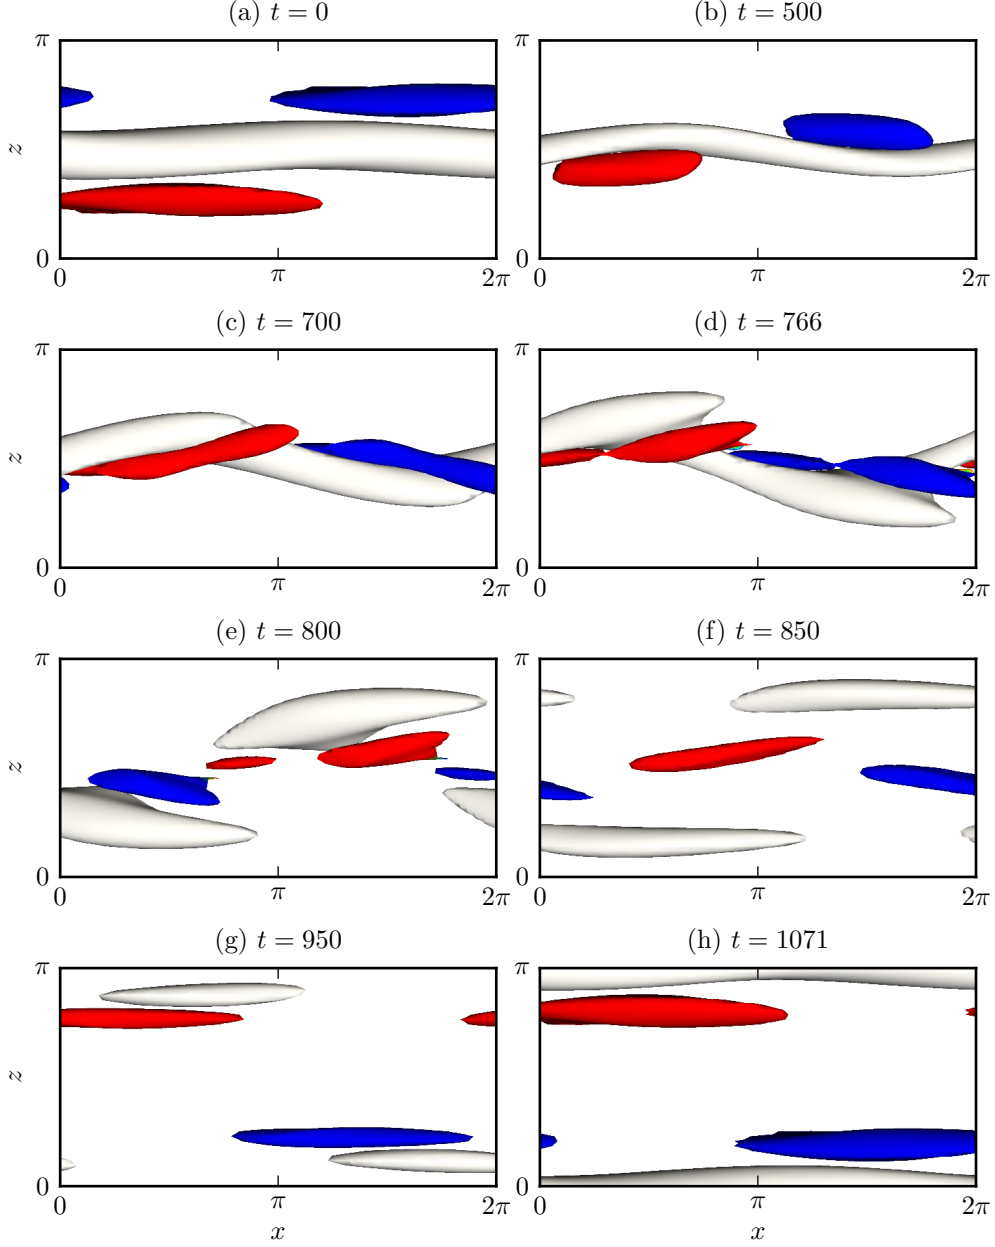 (a) t = 0
(b) t = 500
π
π
z
0
0
0
π
2π
0
π
2π
(c) t = 700
(d) t = 766
π
π
z
0
0
0
π
2π
0
π
2π
(e) t = 800
(f) t = 850
π
π
z
0
0
0
π
2π
0
π
2π
(g) t = 950
(h) t = 1071
π
π
z
0
0
0
π
2π
0
π
2π
x
x